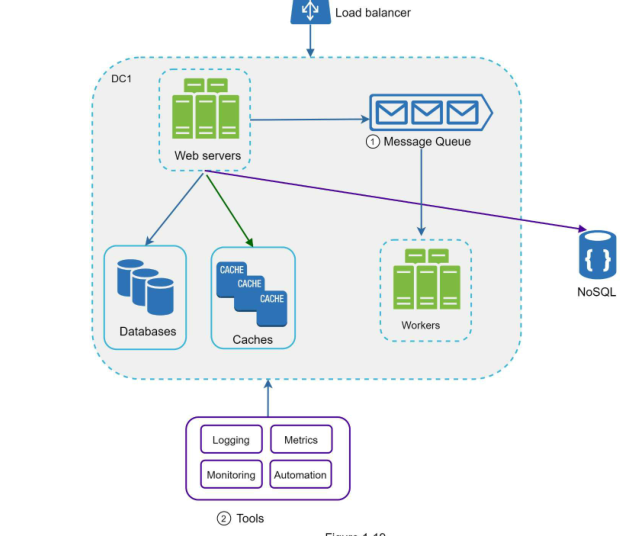 Load balancer
DC1
Web servers
1 Message Queue
CACHE
CACHE
CACHE
NoSQL
Databases
Caches
Workers
Logging
Metrics
Monitoring
Automation
2 Tools